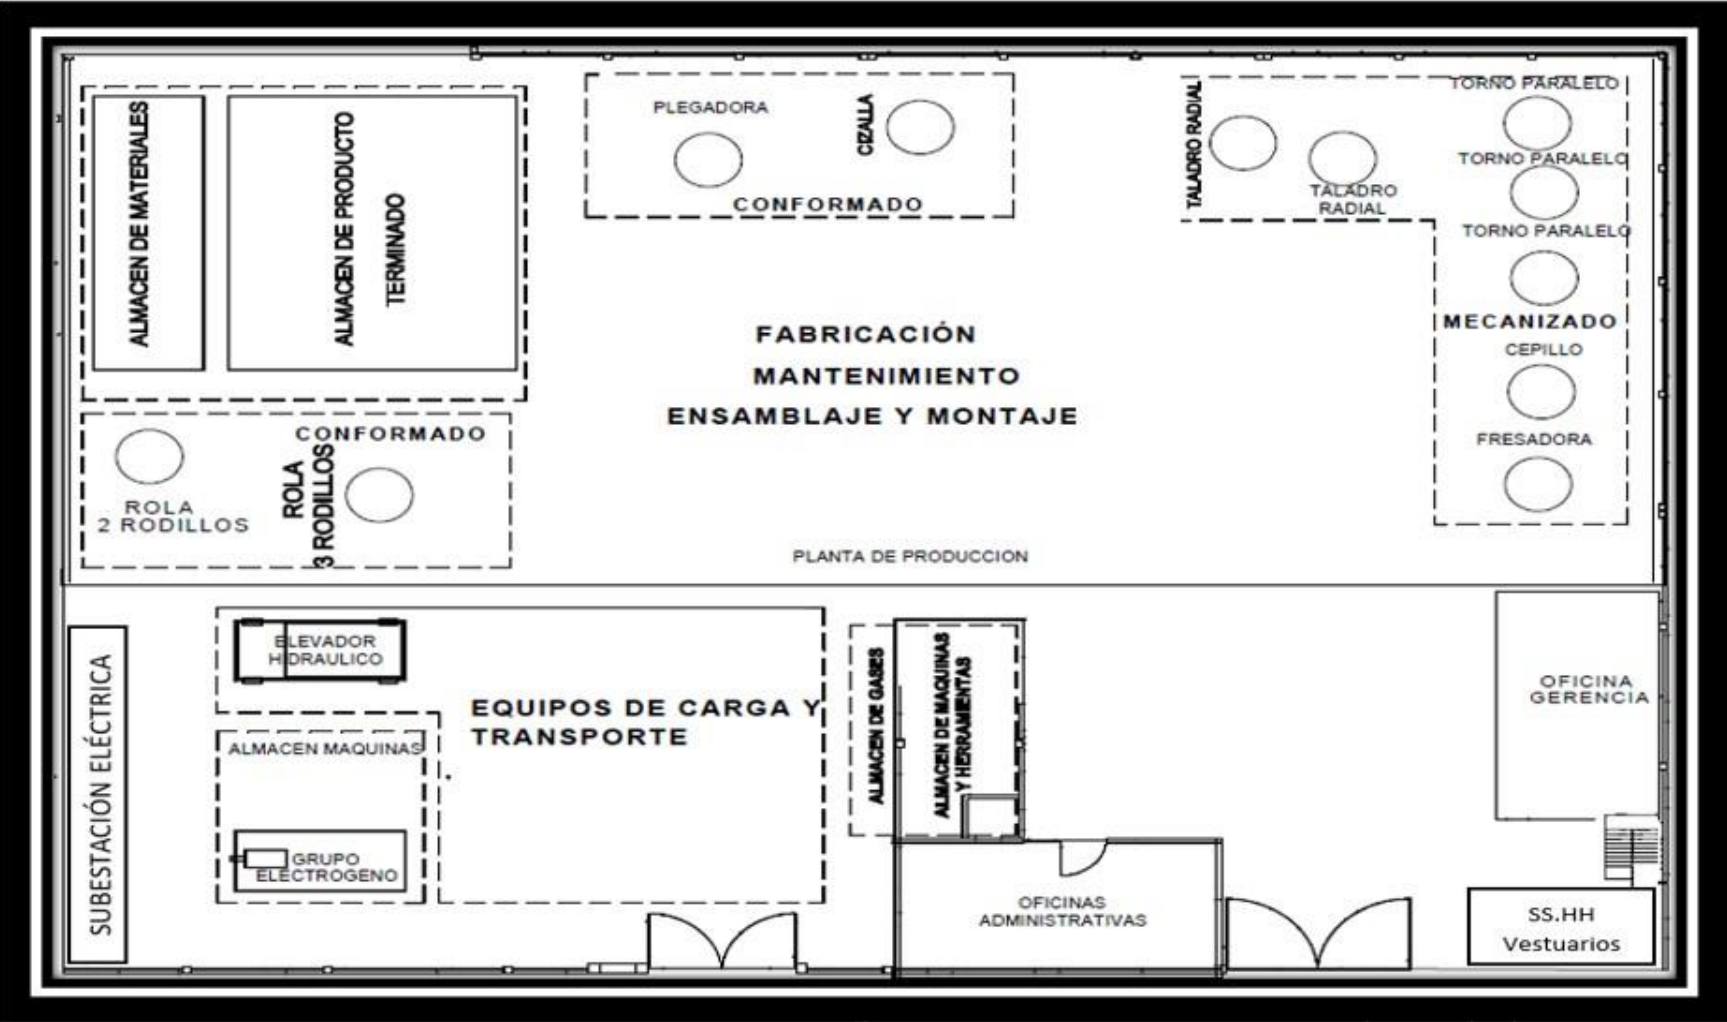 ALMACEN DE MATERIALES
ALMACEN DE PRODUCTO
TERMINADO
PLEGADORA
CIZALLA
CONFORMADO
TALADRO RADIAL
TALADRO
RADIAL
TORNO PARALELO
TORNO PARALELO
TORNO PARALELO
MECANIZADO
CEPILLO
FRESADORA
FABRICACIÓN
MANTENIMIENTO
ENSAMBLAJE Y MONTAJE
CONFORMADO
ROLA
2 RODILLOS
ROLA
3 RODILLOS
PLANTA DE PRODUCCION
SUBESTACIÓN ELÉCTRICA
ELEVADOR
HIDRAULICO
EQUIPOS DE CARGA Y
TRANSPORTE
ALMACEN MAQUINAS
GRUPO
ELECTROGENO
ALMACEN DE GASES
ALMACEN DE MAQUINAS
Y HERRAMIENTAS
OFICINAS
ADMINISTRATIVAS
OFICINA
GERENCIA
SS.HH
Vestuarios